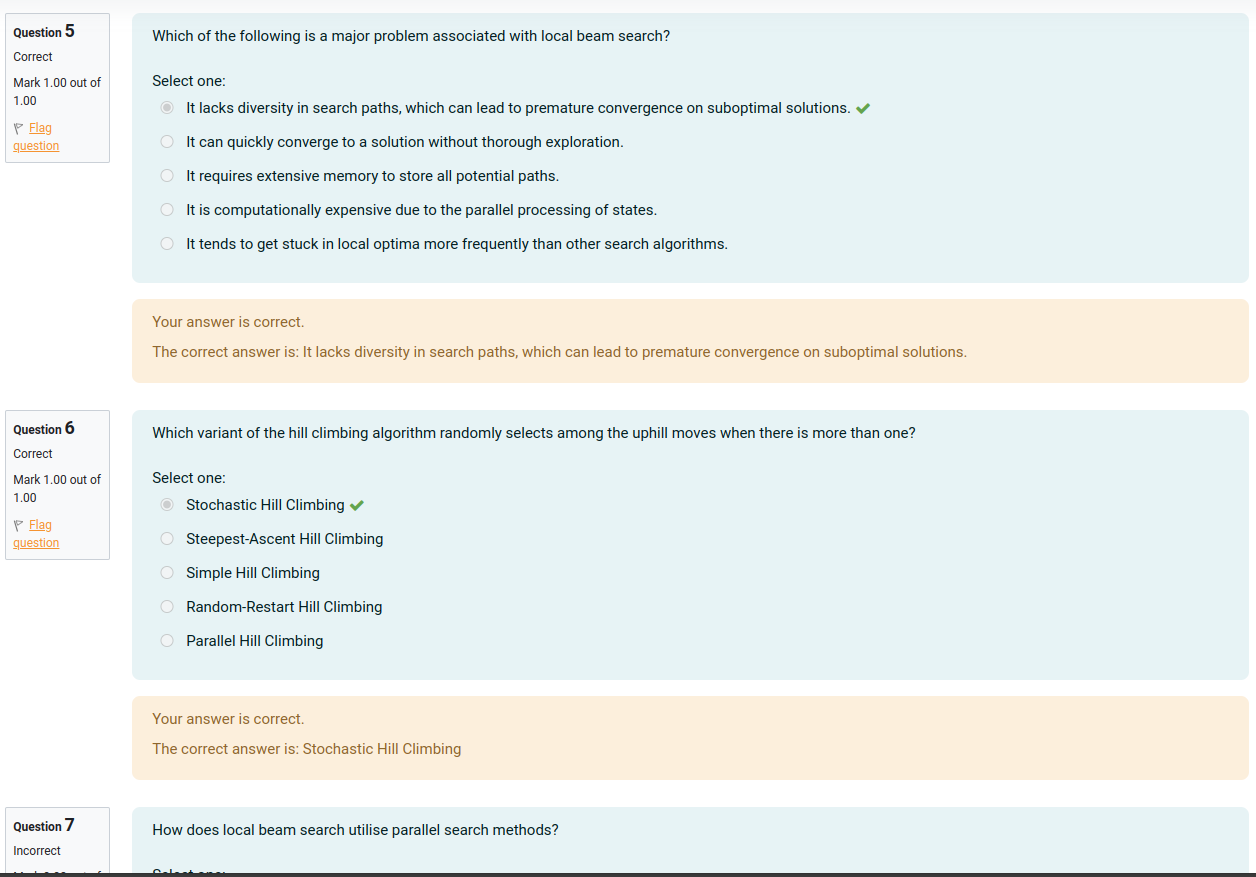 Question 5
Correct
Mark 1.00 out of
1.00
Flag
question
Which of the following is a major problem associated with local beam search?
Select one:
It lacks diversity in search paths, which can lead to premature convergence on suboptimal solutions.
It can quickly converge to a solution without thorough exploration.
It requires extensive memory to store all potential paths.
It is computationally expensive due to the parallel processing of states.
It tends to get stuck in local optima more frequently than other search algorithms.
Your answer is correct.
The correct answer is: It lacks diversity in search paths, which can lead to premature convergence on suboptimal solutions.
Question 6
Correct
Mark 1.00 out of
1.00
Flag
question
Which variant of the hill climbing algorithm randomly selects among the uphill moves when there is more than one?
Select one:
Stochastic Hill Climbing
Steepest-Ascent Hill Climbing
Simple Hill Climbing
Random-Restart Hill Climbing
Parallel Hill Climbing
Your answer is correct.
The correct answer is: Stochastic Hill Climbing
Question 7
Incorrect
How does local beam search utilise parallel search methods?
Select one: